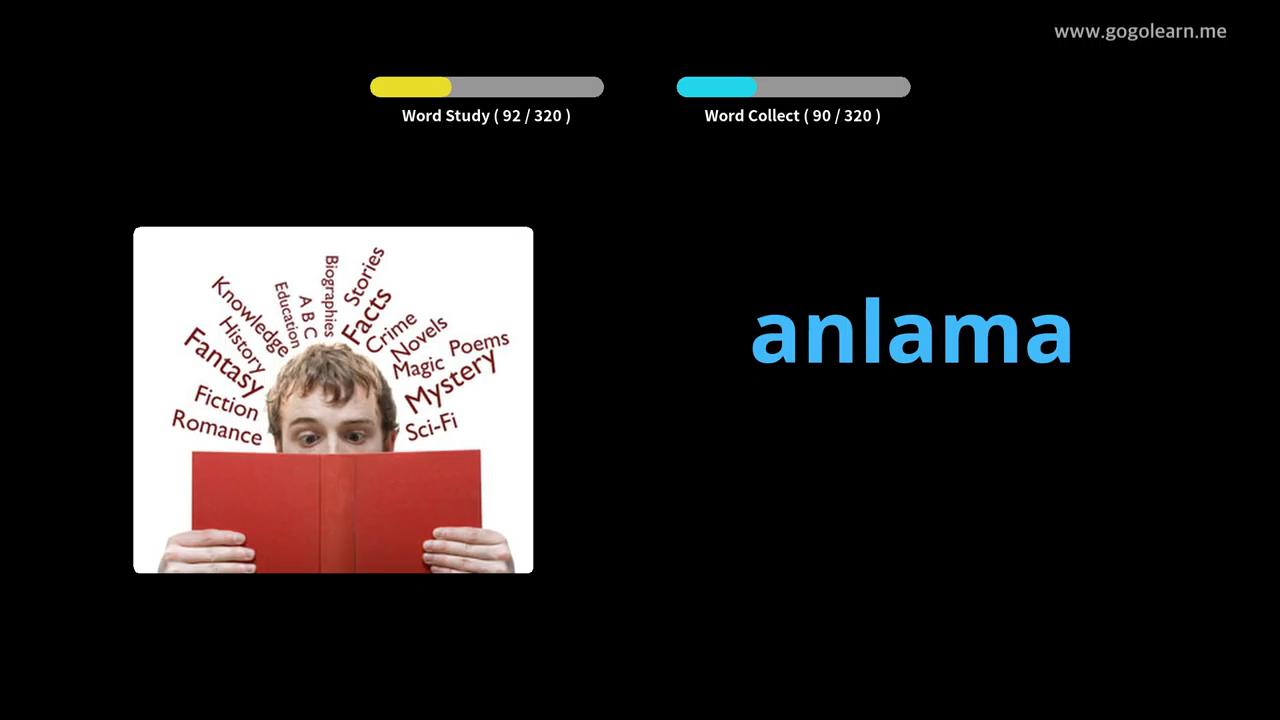 www.gogolearn.me
Word Study ( 92 / 320 )
Word Collect ( 90 / 320 )
Biographies
Stories
Education
A B C
Facts
Knowledge
Crime
History
Novels
Fantasy
Magic
Poems
Mystery
Fiction
Romance
Sci-Fi
anlama